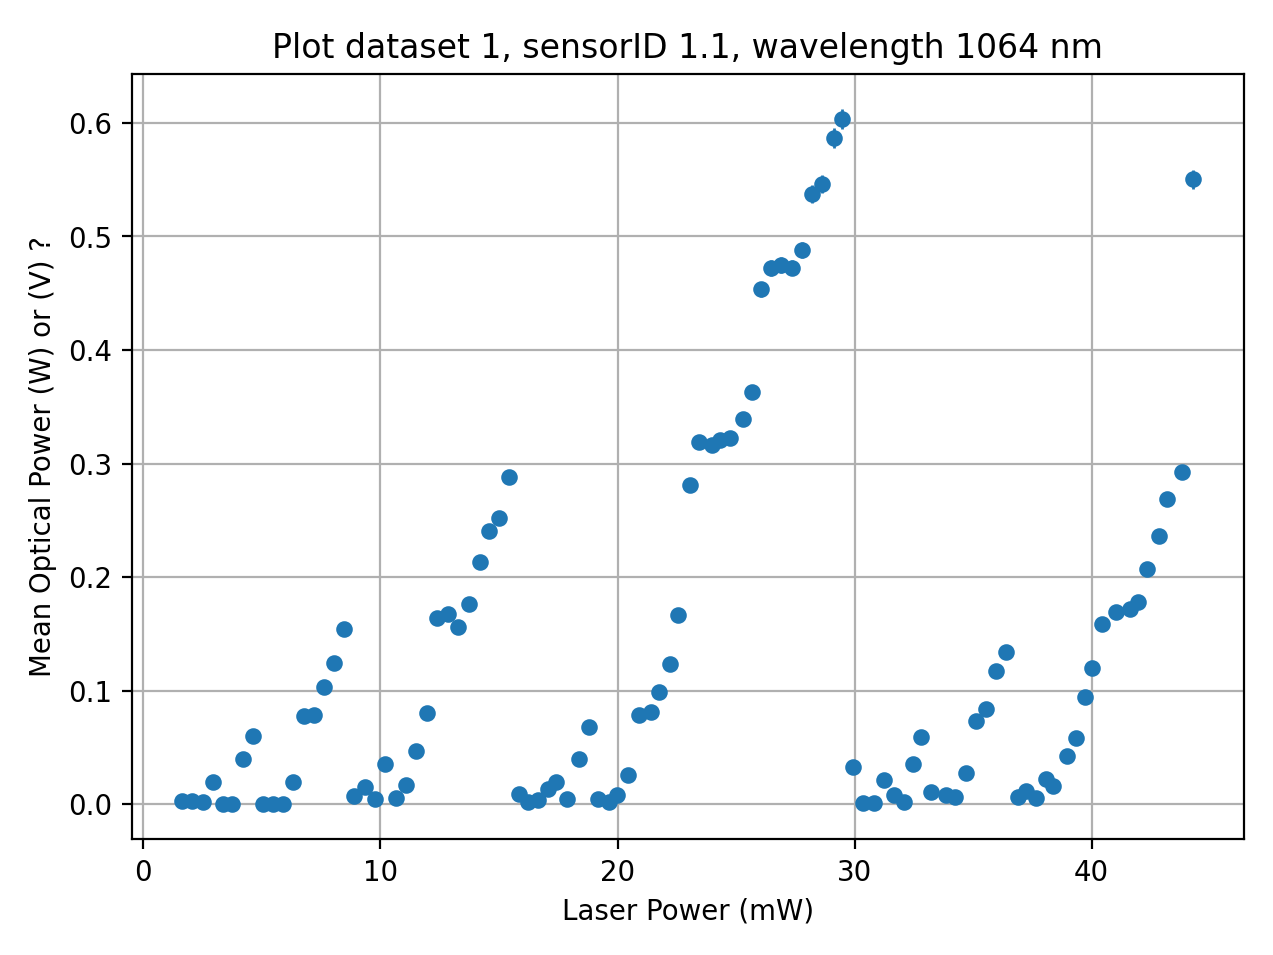 Plot dataset 1, sensorID 1.1, wavelength 1064 nm
Mean Optical Power (W) or (V) ?
0.6
0.5
0.4
0.3
0.2
0.1
0.0
0 10 20 30 40
Laser Power (mW)